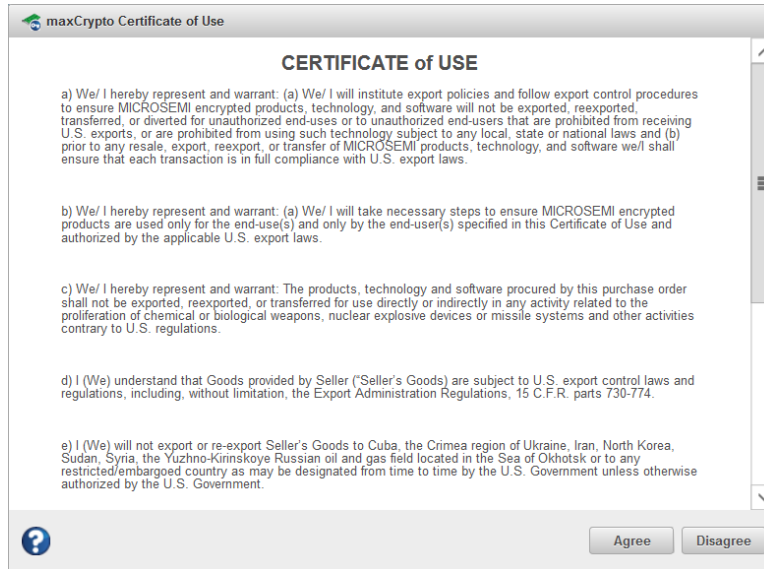 maxCrypto Certificate of Use
CERTIFICATE of USE
a) We/ I hereby represent and warrant: (a) We/ I will institute export policies and follow export control procedures
to ensure MICROSEMI encrypted products, technology, and software will not be exported, reexported,
transferred, or diverted for unauthorized end-uses or to unauthorized end-users that are prohibited from receiving
U.S. exports, or are prohibited from using such technology subject to any local, state or national laws and (b)
prior to any resale, export, reexport, or transfer of MICROSEMI products, technology, and software we/I shall
ensure that each transaction is in full compliance with U.S. export laws.
b) We/ I hereby represent and warrant: (a) We/ I will take necessary steps to ensure MICROSEMI encrypted
products are used only for the end-use(s) and only by the end-user(s) specified in this Certificate of Use and
authorized by the applicable U.S. export laws.
c) We/ I hereby represent and warrant: The products, technology and software procured by this purchase order
shall not be exported, reexported, or transferred for use directly or indirectly in any activity related to the
proliferation of chemical or biological weapons, nuclear explosive devices or missile systems and other activities
contrary to U.S. regulations.
d) I (We) understand that Goods provided by Seller (“Seller's Goods) are subject to U.S. export control laws and
regulations, including, without limitation, the Export Administration Regulations, 15 C.F.R. parts 730-774.
e) I (We) will not export or re-export Seller's Goods to Cuba, the Crimea region of Ukraine, Iran, North Korea,
Sudan, Syria, the Yuzhno-Kirinskoye Russian oil and gas field located in the Sea of Okhotsk or to any
restricted/embargoed country as may be designated from time to time by the U.S. Government unless otherwise
authorized by the U.S. Government.
?
Agree Disagree